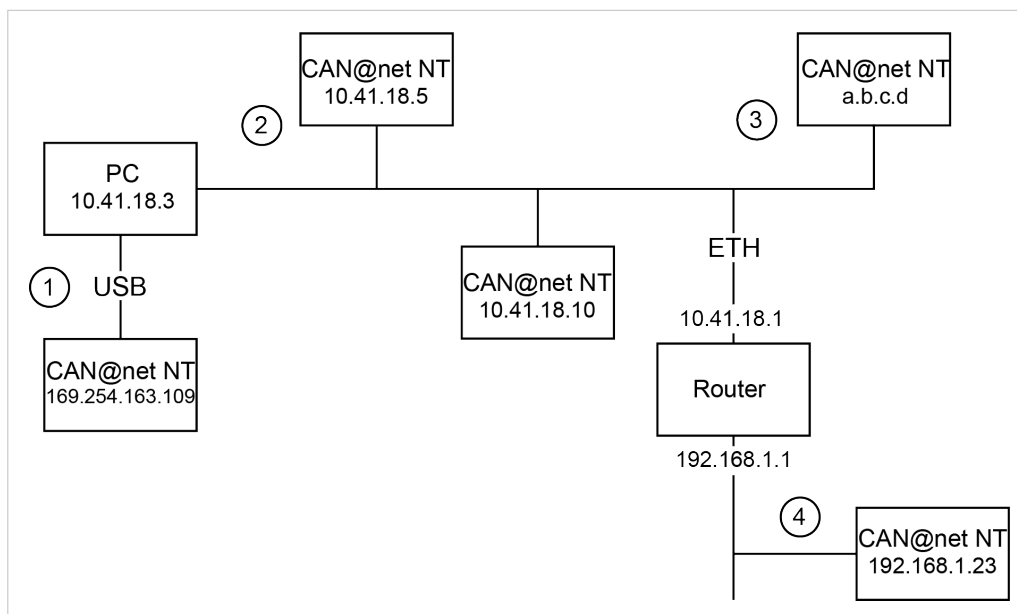 CAN@net NT
10.41.18.5
CAN@net NT
a.b.c.d
2
3
PC
10.41.18.3
ETH
1
USB
CAN@net NT
10.41.18.10
10.41.18.1
CAN@net NT
169.254.163.109
Router
192.168.1.1
4
CAN@net NT
192.168.1.23